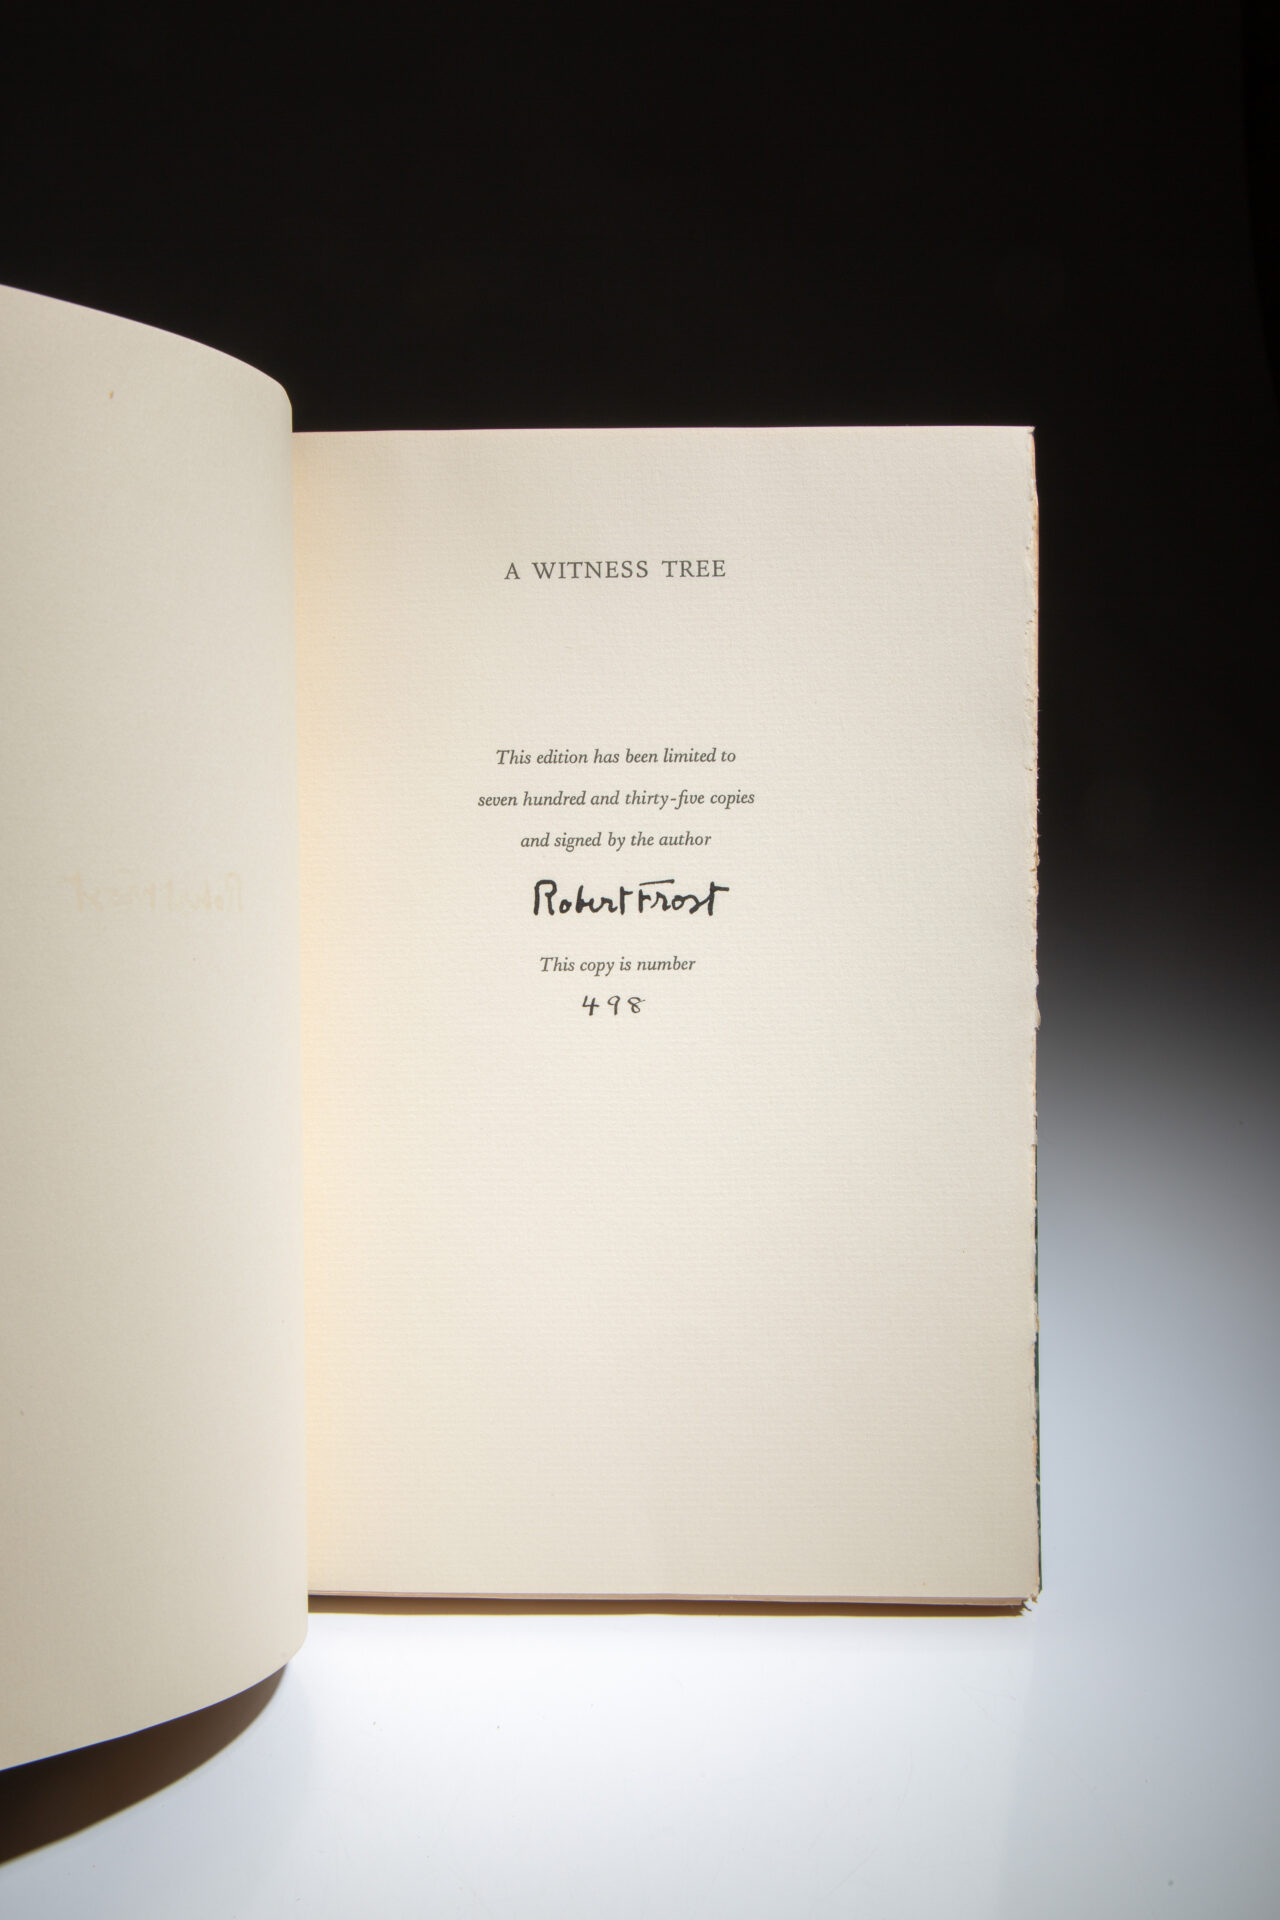 A WITNESS TREE
This edition has been limited to
seven hundred and thirty-five copies
and signed by the author
Robert Frost
This copy is number
498